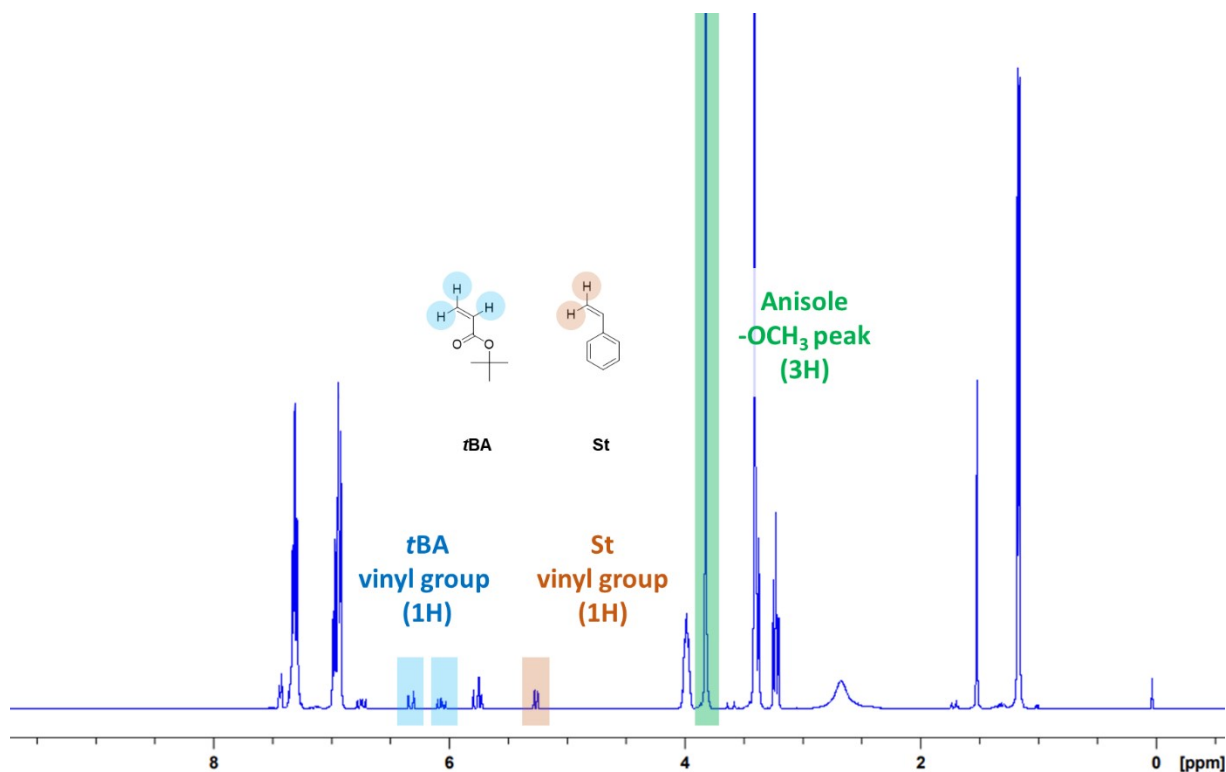 H
H
H
O
O
H
H
tBA
St
Anisole
-OCH₃ peak
(3H)
tBA
vinyl group
(1H)
St
vinyl group
(1H)
8
6
4
2
0
[ppm]